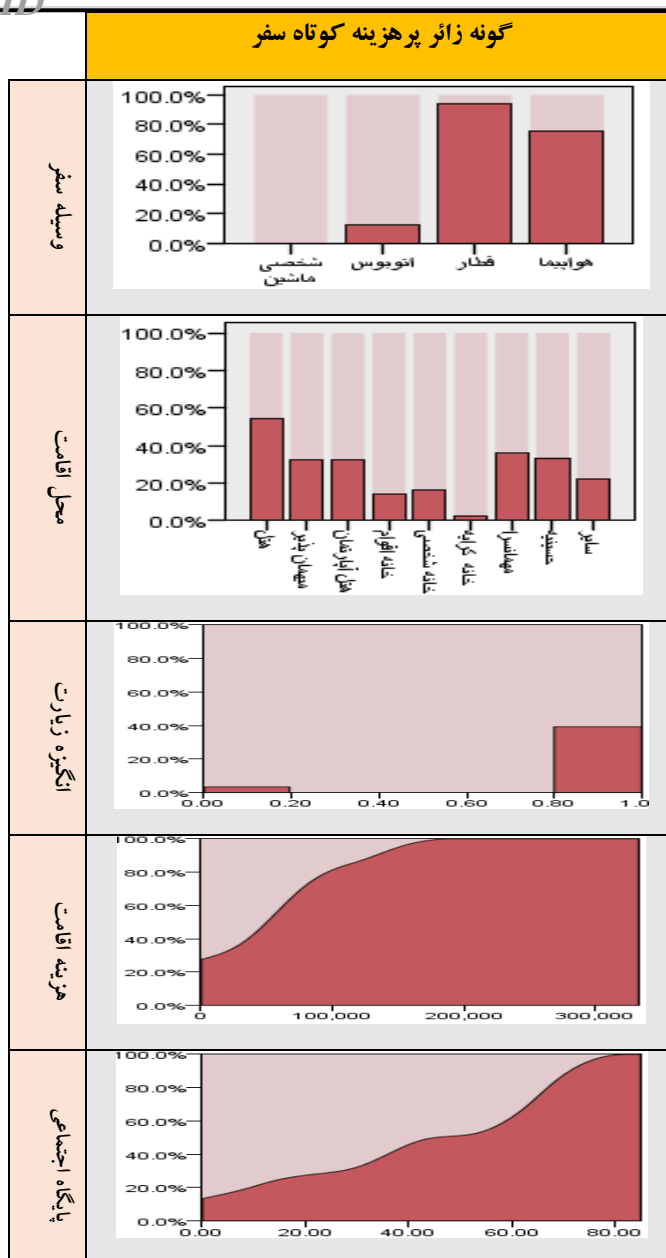 گونه زائر پرهزینه کوتاه سفر
وسیله سفر
100.0%
80.0%
60.0%
40.0%
20.0%
0.0%
شخصی
ماشین
اتوبوس
قطار
هواپیما
محل اقامت
100.0%
80.0%
60.0%
40.0%
20.0%
0.0%
هتل
میهمان پذیر
هتل آپارتمان
خانه اقوام
خانه شخصی
خانه کرایه
مهمانسرا
حسینیه
سایر
انگیزه زیارت
100.0%
80.0%
60.0%
40.0%
20.0%
0.0%
0.00 0.20 0.40 0.60 0.80 1.0
هزینه اقامت
100.0%
80.0%
60.0%
40.0%
20.0%
0.0%
0 100,000 200,000 300,000
پایگاه اجتماعی
100.0%
80.0%
60.0%
40.0%
20.0%
0.0%
0.00 20.00 40.00 60.00 80.00